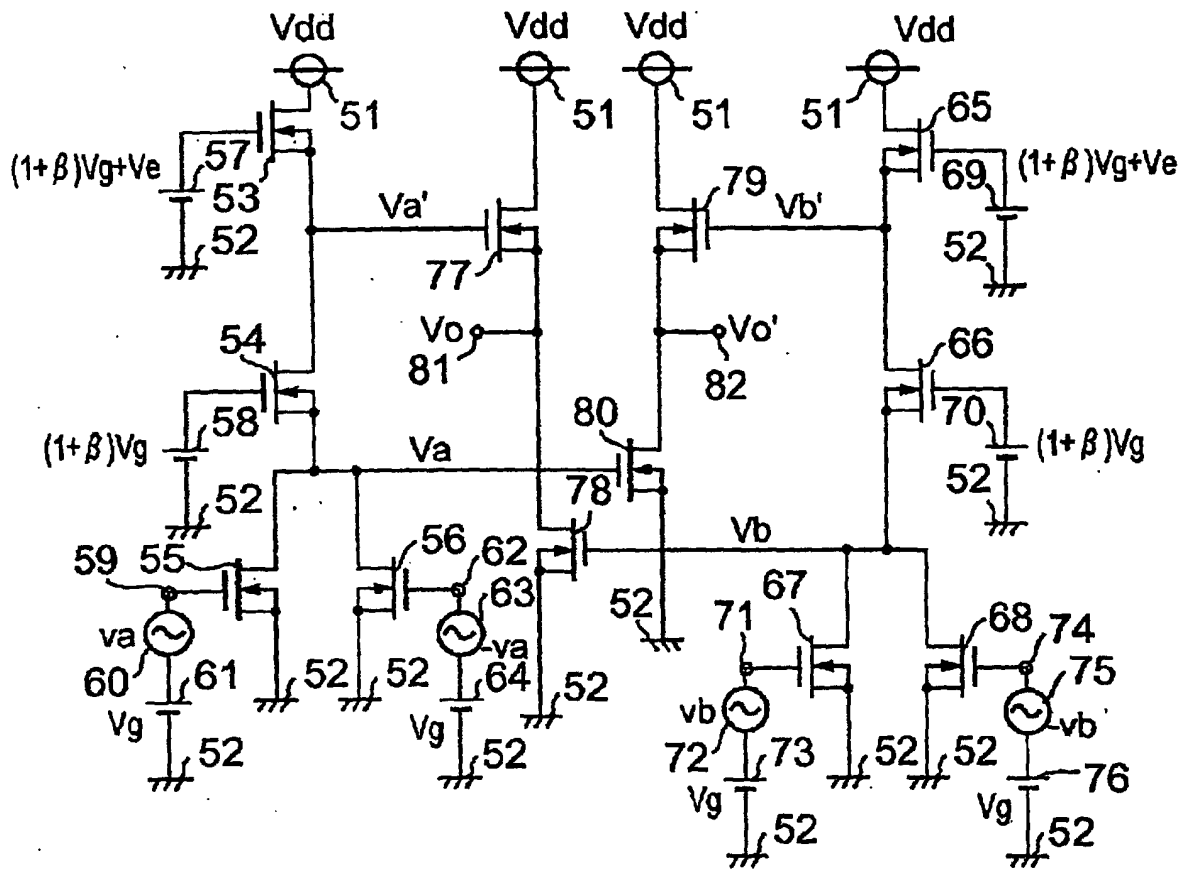 Vdd Vdd Vdd Vdd
51 51 51 51 65
(1+β)Vg+Ve 57 53 79 69 (1+β)Vg+Ve
52 Va' Vb' 52
77
54 Vo Vo' 66
81 82
58 80 70
(1+β)Vg Va (1+β)Vg
52 78 52
59 55 56 62 Vb
63 67
va -va 52 71 68 74
60 61 52 52 64 52 75
Vg Vg vb -vb
52 52 72 73 52 52 76
Vg Vg
52 52